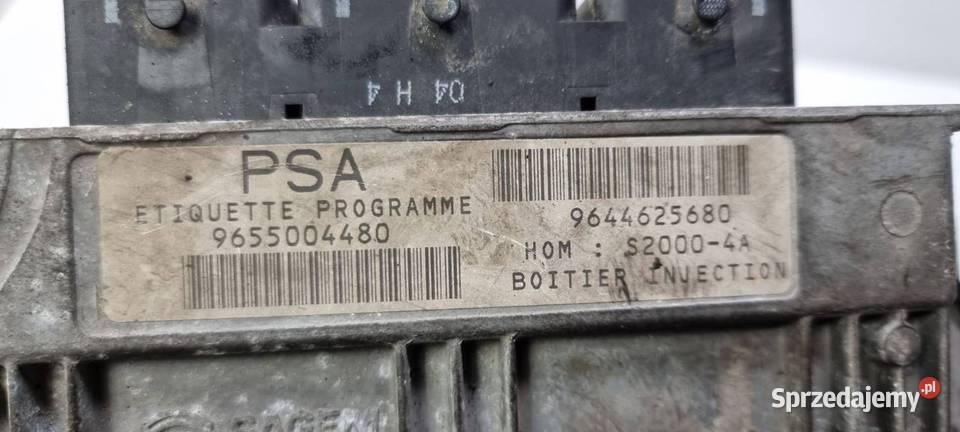 04 H 4
PSA
ETIQUETTE PROGRAMME
9655004480
9644625680
HOM : S2000-4A
BOITIER INJECTION
Sprzedajemy.pl